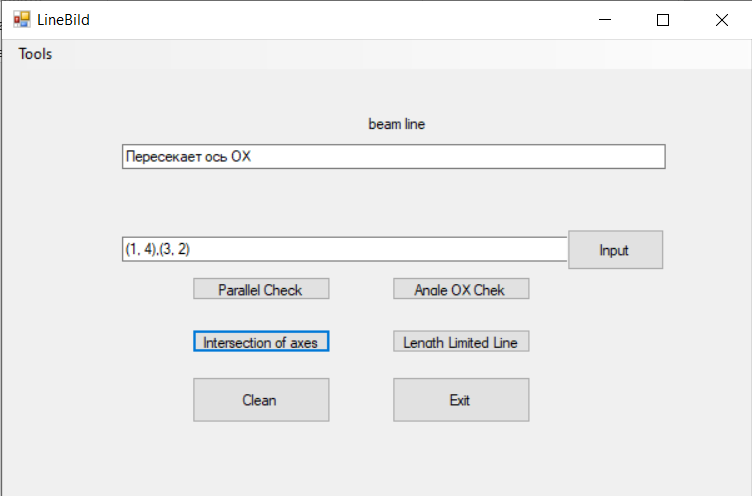 LineBild
Tools
beam line
Пересекает ось OX
(1, 4),(3, 2)
Input
Parallel Check
Angle OX Chek
Intersection of axes
Length Limited Line
Clean
Exit